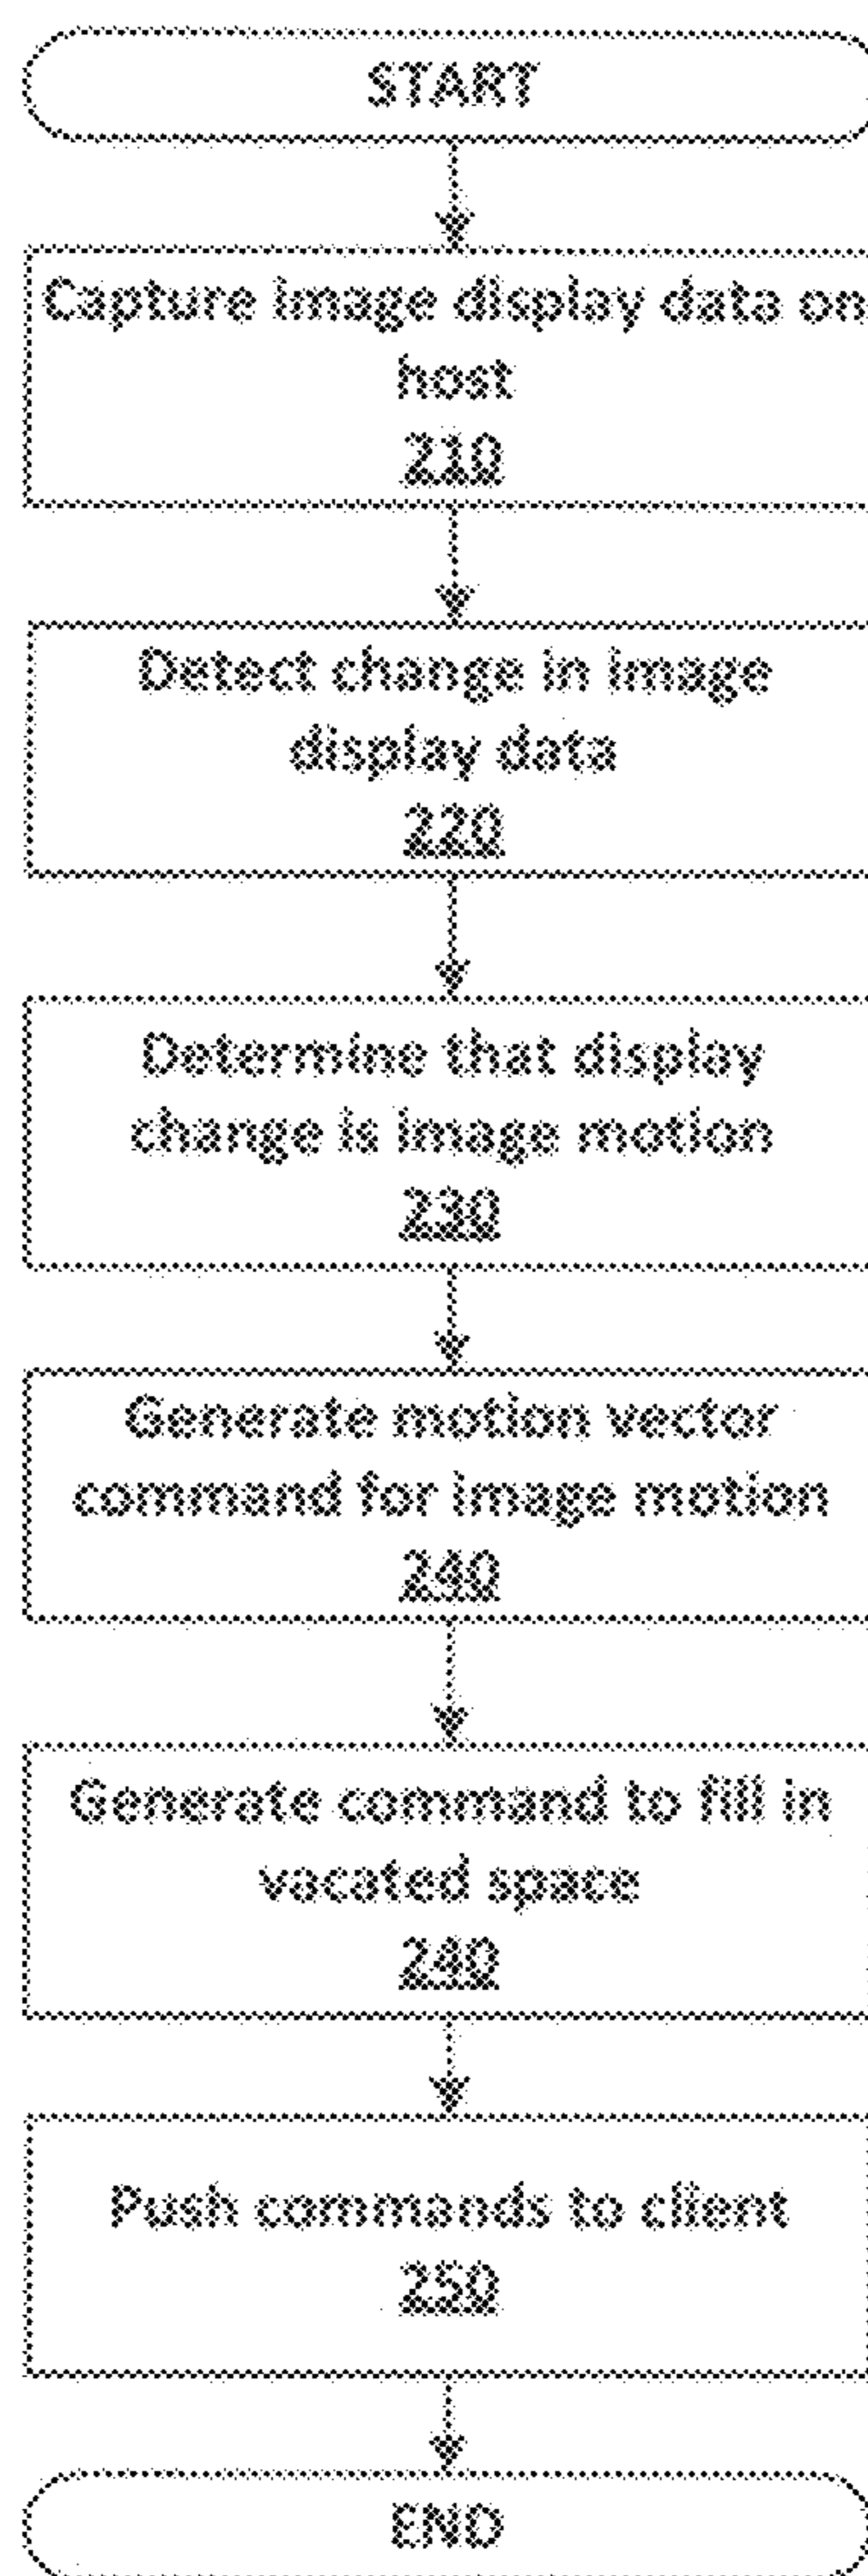 START
Capture image display data on
host
210
Detect change in image
display data
220
Determine that display
change is image motion
230
Generate motion vector
command for image motion
240
Generate command to fill in
vacated space
240
Push commands to client
250
END